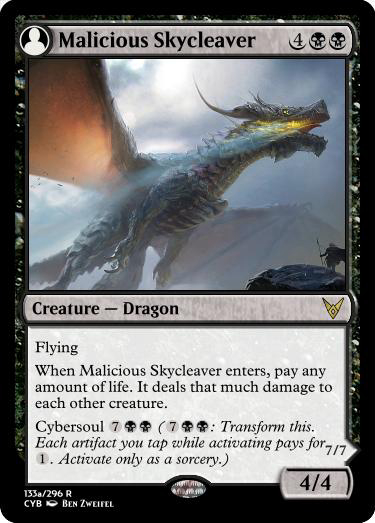 Malicious Skycleaver 4
Creature — Dragon
Flying
When Malicious Skycleaver enters, pay any
amount of life. It deals that much damage to
each other creature.
Cybersoul 7 ( 7 : Transform this.
Each artifact you tap while activating pays for
1 . Activate only as a sorcery.)
7/7
4/4
133a/296 R
CYB Ben Zweifel